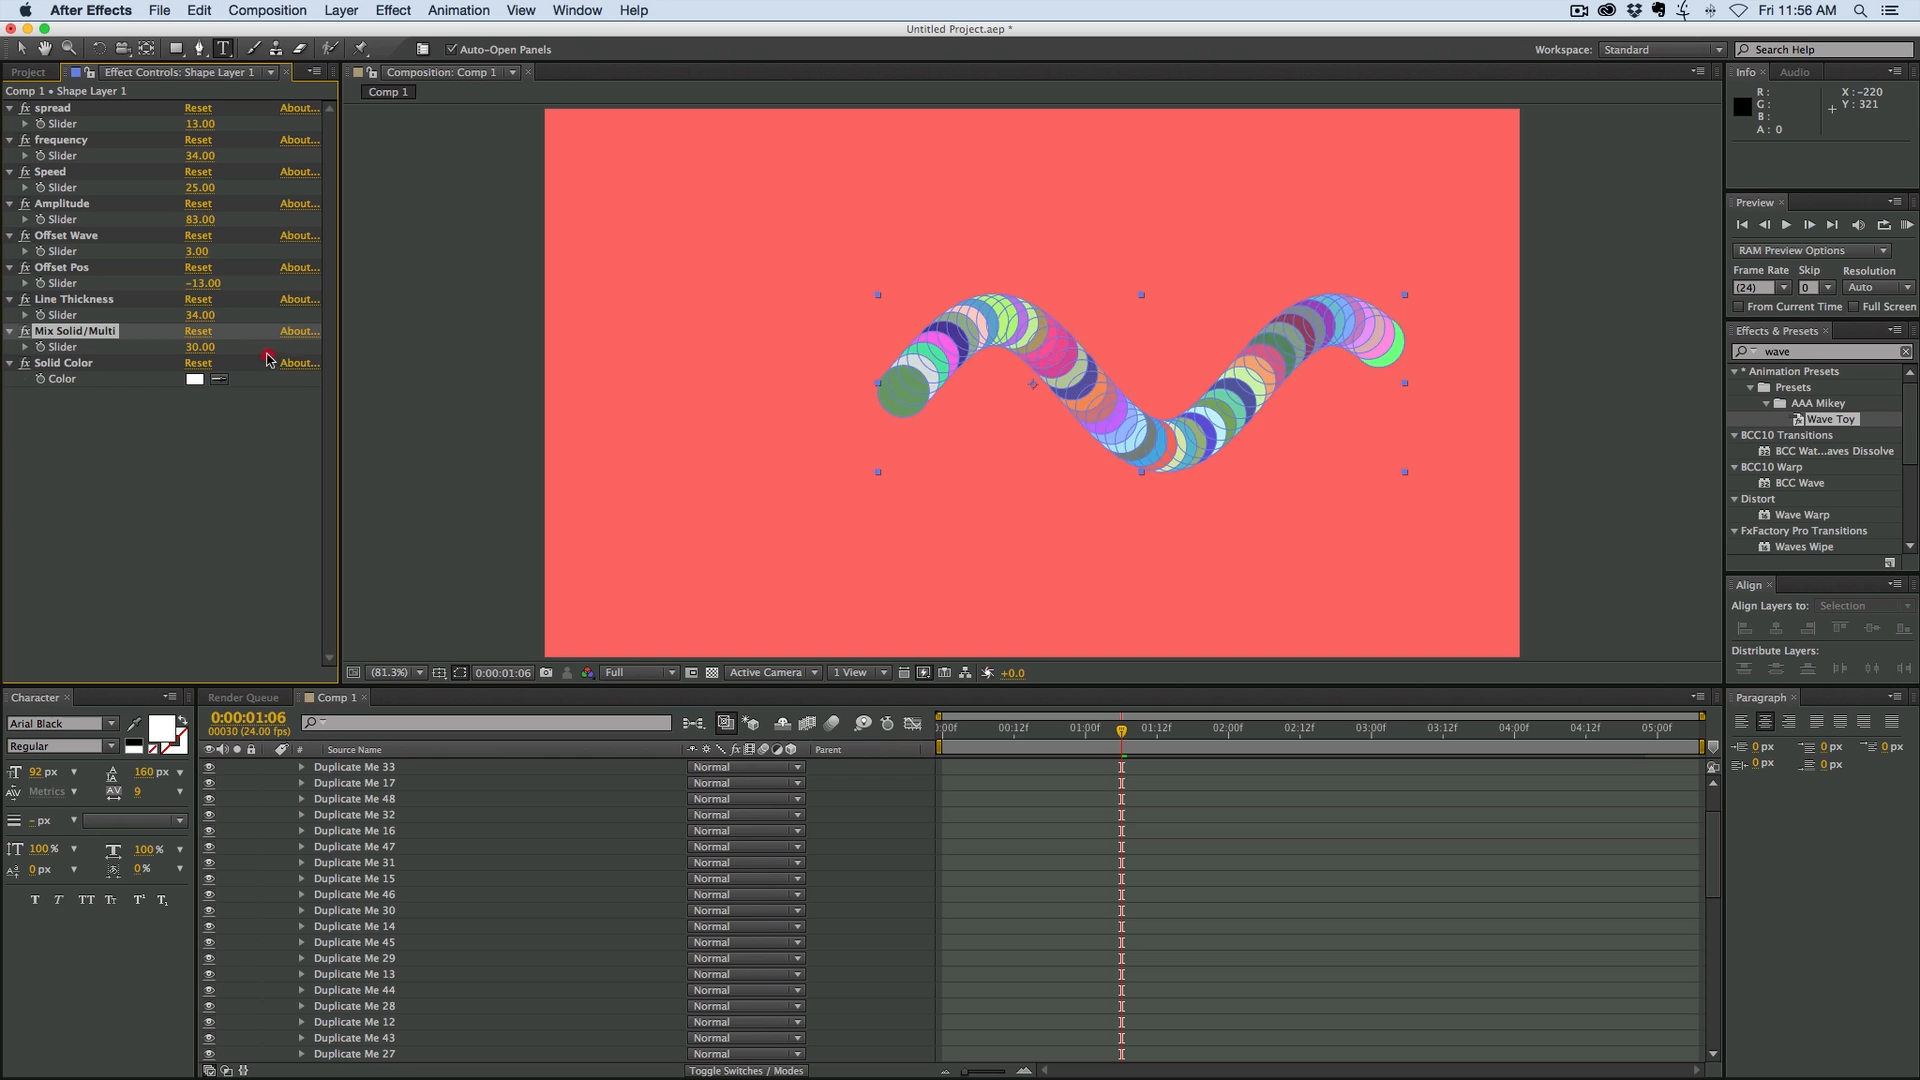 After Effects File Edit Composition Layer Effect Animation View Window Help Fri 11:56 AM
Untitled Project.aep *
Auto-Open Panels Workspace: Standard Search Help
Project Effect Controls: Shape Layer 1
Comp 1 • Shape Layer 1
fx spread Reset About...
Slider 13.00
fx frequency Reset About...
Slider 34.00
fx Speed Reset About...
Slider 25.00
fx Amplitude Reset About...
Slider 83.00
fx Offset Wave Reset About...
Slider 3.00
fx Offset Pos Reset About...
Slider -13.00
fx Line Thickness Reset About...
Slider 34.00
fx Mix Solid/Multi Reset About...
Slider 30.00
fx Solid Color Reset About...
Color
Composition: Comp 1
Comp 1
(81.3%) 0:00:01:06 Full Active Camera 1 View +0.0
Info Audio
R : X : -220
G : Y : 321
B :
A : 0
Preview
RAM Preview Options
Frame Rate Skip Resolution
(24) 0 Auto
From Current Time Full Screen
Effects & Presets
wave
* Animation Presets
Presets
AAA Mikey
Wave Toy
BCC10 Transitions
BCC Wat...aves Dissolve
BCC10 Warp
BCC Wave
Distort
Wave Warp
FxFactory Pro Transitions
Waves Wipe
Align
Align Layers to: Selection
Distribute Layers:
Character
Arial Black
Regular
92 px 160 px
Metrics 9
- px
100 % 100 %
0 px 0 %
T T TT Tt T¹ T₁
Render Queue Comp 1
0:00:01:06
00030 (24.00 fps)
:00f 00:12f 01:00f 01:12f 02:00f 02:12f 03:00f 03:12f 04:00f 04:12f 05:00f
# Source Name Parent
Duplicate Me 33 Normal
Duplicate Me 17 Normal
Duplicate Me 48 Normal
Duplicate Me 32 Normal
Duplicate Me 16 Normal
Duplicate Me 47 Normal
Duplicate Me 31 Normal
Duplicate Me 15 Normal
Duplicate Me 46 Normal
Duplicate Me 30 Normal
Duplicate Me 14 Normal
Duplicate Me 45 Normal
Duplicate Me 29 Normal
Duplicate Me 13 Normal
Duplicate Me 44 Normal
Duplicate Me 28 Normal
Duplicate Me 12 Normal
Duplicate Me 43 Normal
Duplicate Me 27 Normal
Toggle Switches / Modes
Paragraph
0 px 0 px 0 px
0 px 0 px